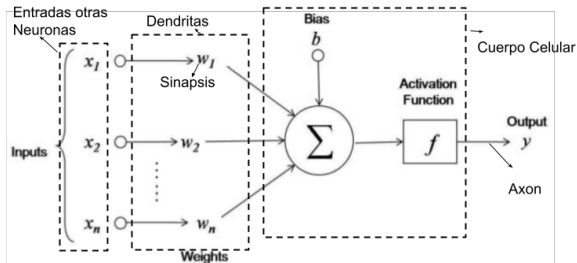 Entradas otras
Neuronas
Dendritas
Bias
b
Cuerpo Celular
x1
w1
Sinapsis
Activation
Function
Inputs
x2
w2
Σ
f
Output
y
Axon
xn
wn
Weights